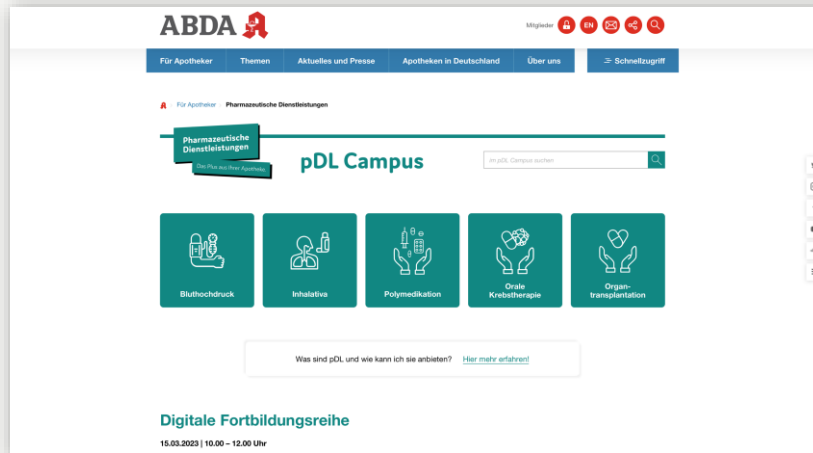 ABDA
Mitglieder EN
Für Apotheker Themen Aktuelles und Presse Apotheken in Deutschland Über uns Schnellzugriff
Für Apotheker Pharmazeutische Dienstleistungen
Pharmazeutische
Dienstleistungen
Das Plus aus Ihrer Apotheke
pDL Campus
Im pDL Campus suchen
Bluthochdruck
Inhalativa
Polymedikation
Orale
Krebstherapie
Organ-
transplantation
Was sind pDL und wie kann ich sie anbieten? Hier mehr erfahren!
Digitale Fortbildungsreihe
15.03.2023 | 10.00 – 12.00 Uhr